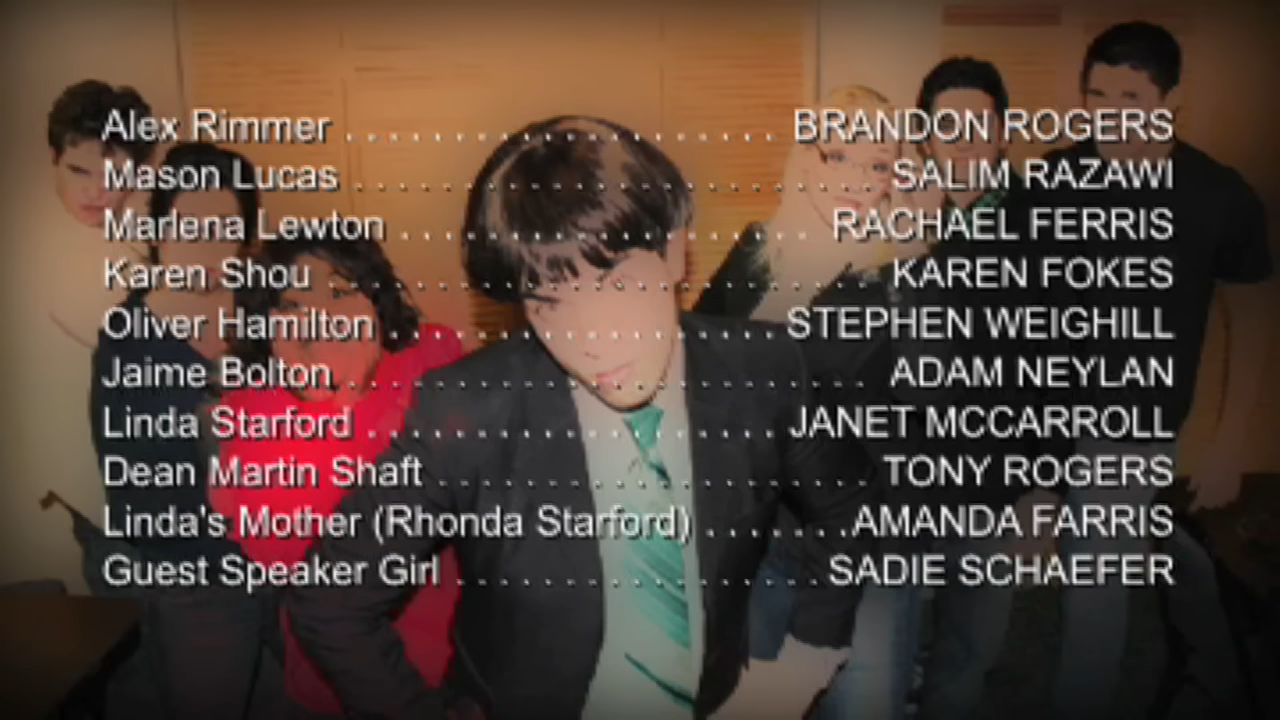 Alex Rimmer . . . . . . . . . . . . . . . . . . . . . BRANDON ROGERS
Mason Lucas . . . . . . . . . . . . . . . . . . . . . . . . . SALIM RAZAWI
Marlena Lewton . . . . . . . . . . . . . . . . . . . . RACHAEL FERRIS
Karen Shou . . . . . . . . . . . . . . . . . . . . . . . . . . KAREN FOKES
Oliver Hamilton . . . . . . . . . . . . . . . . . . . STEPHEN WEIGHILL
Jaime Bolton . . . . . . . . . . . . . . . . . . . . . . . . . ADAM NEYLAN
Linda Starford . . . . . . . . . . . . . . . . . . . . JANET MCCARROLL
Dean Martin Shaft . . . . . . . . . . . . . . . . . . . . TONY ROGERS
Linda's Mother (Rhonda Starford) . . . . . . .AMANDA FARRIS
Guest Speaker Girl . . . . . . . . . . . . . . . . . SADIE SCHAEFER